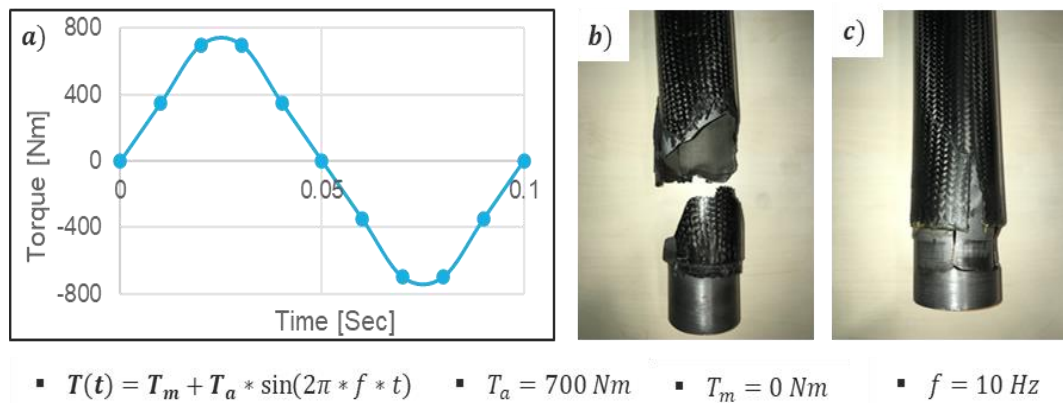 a)
800
400
0
-400
-800
Torque [Nm]
0
0.05
0.1
Time [Sec]
b)
c)
▪ T(t) = Tₘ + Tₐ * sin(2π * f * t) ▪ Tₐ = 700 Nm ▪ Tₘ = 0 Nm ▪ f = 10 Hz